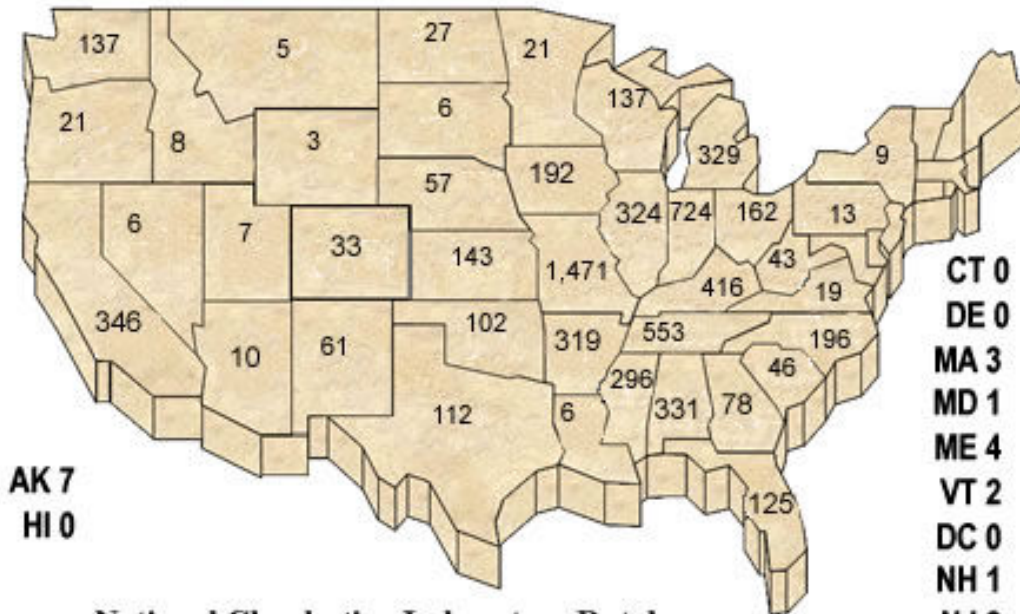 137 5 27 21
137
21 8 3 6 329 9
192
57
6 7 33 143 324 724 162 13
1,471 43
416 19
CT 0
346 102 553 196
DE 0
10 61 319 46
MA 3
296
112 6 331 78
MD 1
ME 4
AK 7
VT 2
125
HI 0
DC 0
NH 1